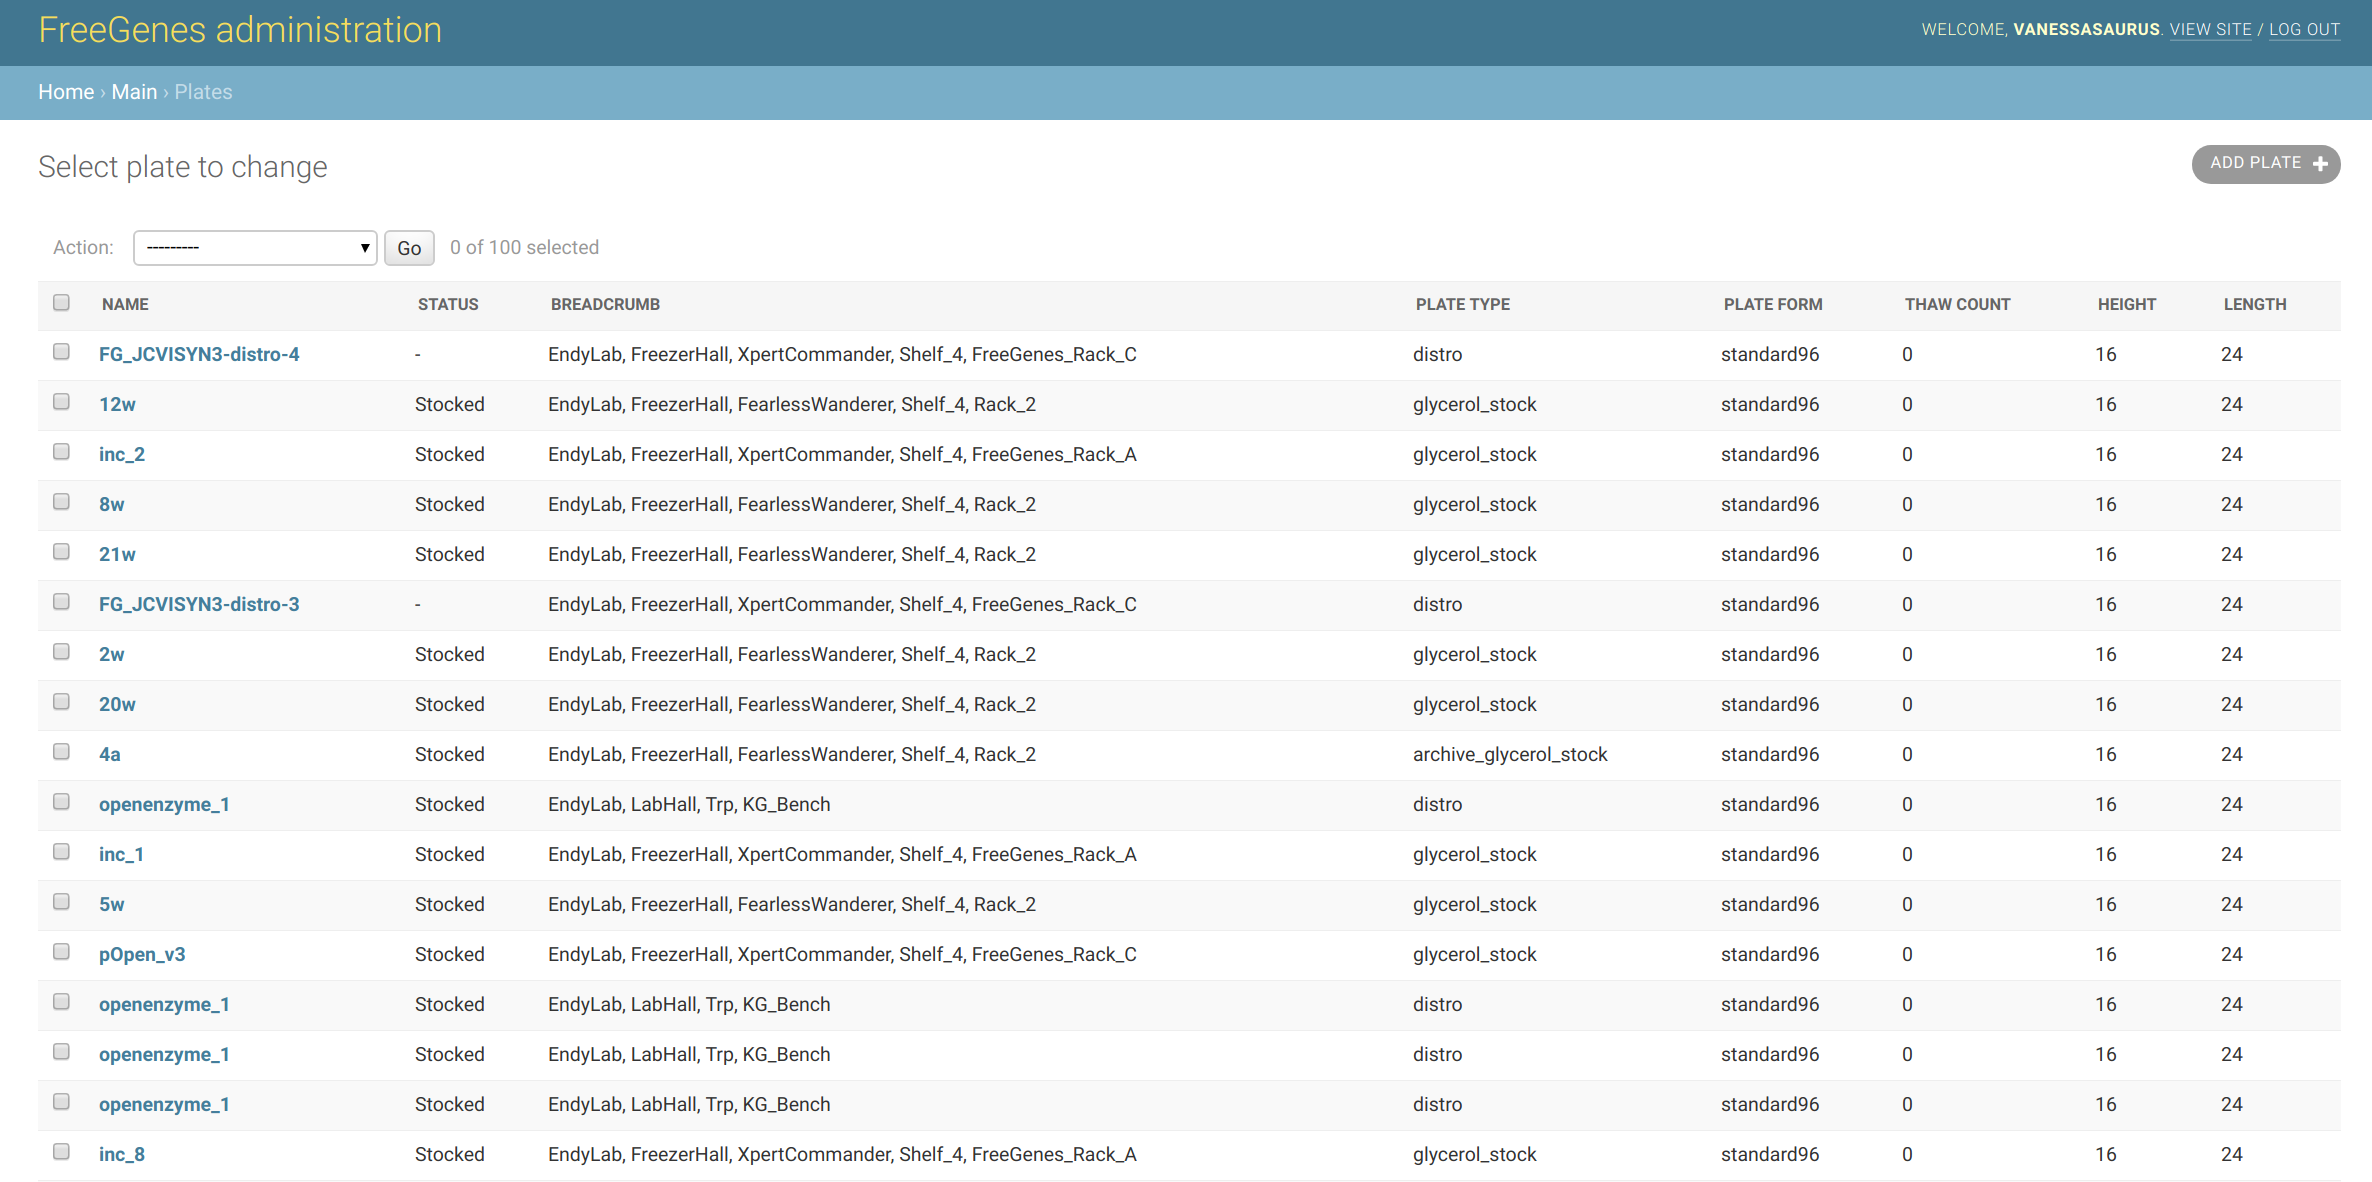 FreeGenes administration
WELCOME, VANESSASAURUS. VIEW SITE / LOG OUT
Home › Main › Plates
Select plate to change
ADD PLATE +
Action: --------- Go 0 of 100 selected
NAME STATUS BREADCRUMB PLATE TYPE PLATE FORM THAW COUNT HEIGHT LENGTH
FG_JCVISYN3-distro-4 - EndyLab, FreezerHall, XpertCommander, Shelf_4, FreeGenes_Rack_C distro standard96 0 16 24
12w Stocked EndyLab, FreezerHall, FearlessWanderer, Shelf_4, Rack_2 glycerol_stock standard96 0 16 24
inc_2 Stocked EndyLab, FreezerHall, XpertCommander, Shelf_4, FreeGenes_Rack_A glycerol_stock standard96 0 16 24
8w Stocked EndyLab, FreezerHall, FearlessWanderer, Shelf_4, Rack_2 glycerol_stock standard96 0 16 24
21w Stocked EndyLab, FreezerHall, FearlessWanderer, Shelf_4, Rack_2 glycerol_stock standard96 0 16 24
FG_JCVISYN3-distro-3 - EndyLab, FreezerHall, XpertCommander, Shelf_4, FreeGenes_Rack_C distro standard96 0 16 24
2w Stocked EndyLab, FreezerHall, FearlessWanderer, Shelf_4, Rack_2 glycerol_stock standard96 0 16 24
20w Stocked EndyLab, FreezerHall, FearlessWanderer, Shelf_4, Rack_2 glycerol_stock standard96 0 16 24
4a Stocked EndyLab, FreezerHall, FearlessWanderer, Shelf_4, Rack_2 archive_glycerol_stock standard96 0 16 24
openenzyme_1 Stocked EndyLab, LabHall, Trp, KG_Bench distro standard96 0 16 24
inc_1 Stocked EndyLab, FreezerHall, XpertCommander, Shelf_4, FreeGenes_Rack_A glycerol_stock standard96 0 16 24
5w Stocked EndyLab, FreezerHall, FearlessWanderer, Shelf_4, Rack_2 glycerol_stock standard96 0 16 24
pOpen_v3 Stocked EndyLab, FreezerHall, XpertCommander, Shelf_4, FreeGenes_Rack_C glycerol_stock standard96 0 16 24
openenzyme_1 Stocked EndyLab, LabHall, Trp, KG_Bench distro standard96 0 16 24
openenzyme_1 Stocked EndyLab, LabHall, Trp, KG_Bench distro standard96 0 16 24
openenzyme_1 Stocked EndyLab, LabHall, Trp, KG_Bench distro standard96 0 16 24
inc_8 Stocked EndyLab, FreezerHall, XpertCommander, Shelf_4, FreeGenes_Rack_A glycerol_stock standard96 0 16 24